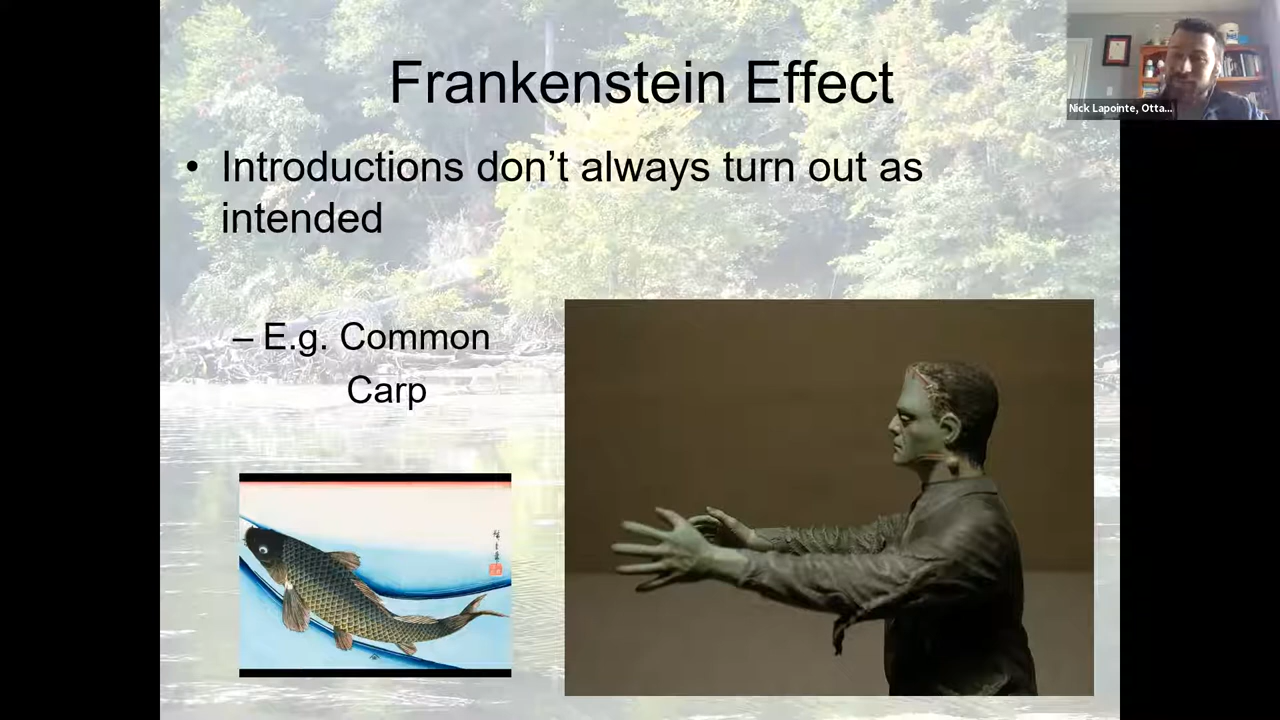 Frankenstein Effect
• Introductions don’t always turn out as
intended
– E.g. Common
Carp
Nick Lapointe, Otta...